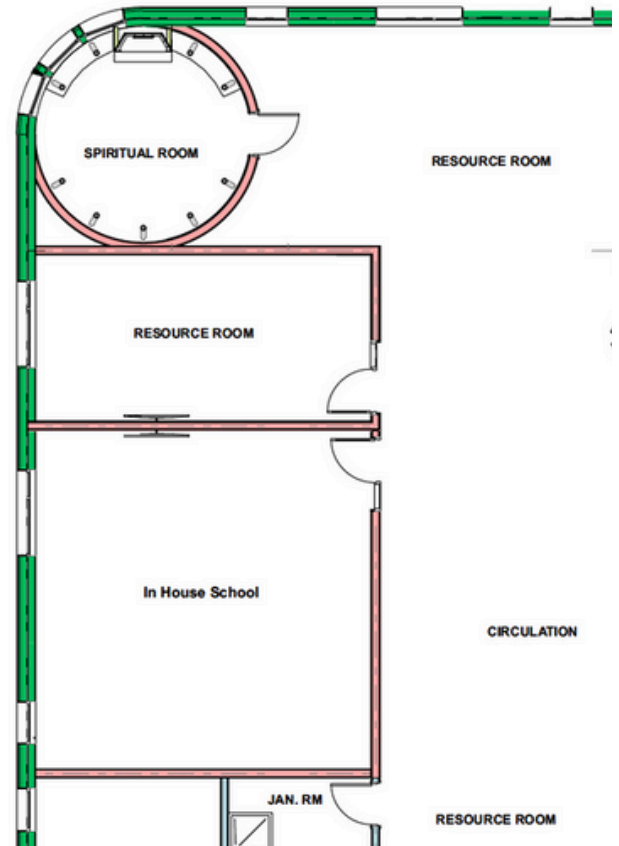 SPIRITUAL ROOM
RESOURCE ROOM
RESOURCE ROOM
In House School
CIRCULATION
JAN. RM
RESOURCE ROOM